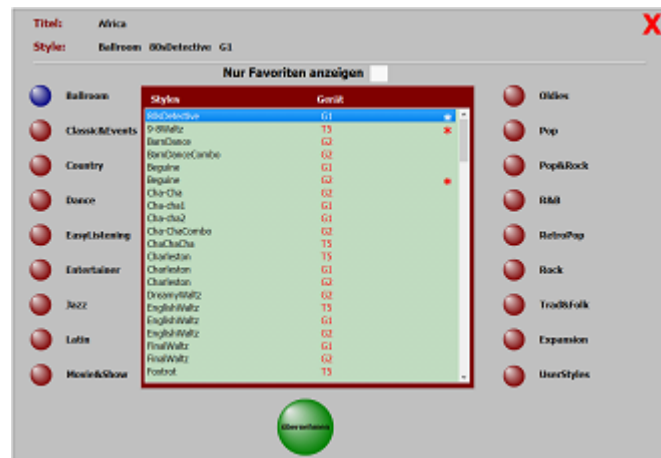 Titel: Africa
X
Style: Ballroom 80sDetective G1
Nur Favoriten anzeigen
Ballroom
Classic&Events
Country
Dance
EasyListening
Entertainer
Jazz
Latin
Movie&Show
Styles Gerät
80sDetective G1 *
9-8Waltz T5 *
BarnDance G2
BarnDanceCombo G2
Beguine G1
Beguine G2 *
Cha-Cha G2
Cha-cha1 G1
Cha-cha2 G1
Cha-ChaCombo G2
ChaChaCha T5
Charleston T5
Charleston G1
Charleston G2
DreamyWaltz G2
EnglishWaltz T5
EnglishWaltz G1
EnglishWaltz G2
FinalWaltz G1
FinalWaltz G2
Foxtrot T5
Oldies
Pop
Pop&Rock
R&B
RetroPop
Rock
Trad&Folk
Expansion
UserStyles
übernehmen